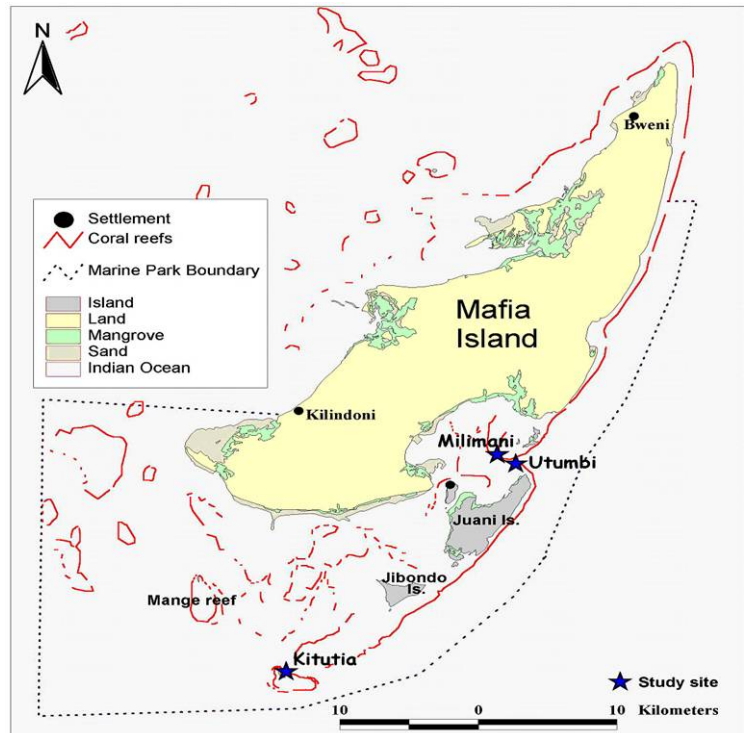 N
Bweni
Settlement
Coral reefs
Marine Park Boundary
Island
Land
Mangrove
Sand
Indian Ocean
Mafia
Island
Kilindoni
Milimani
Utumbi
Juani Is.
Jibondo
Is.
Mange reef
Kitutia
Study site
10 0 10
Kilometers